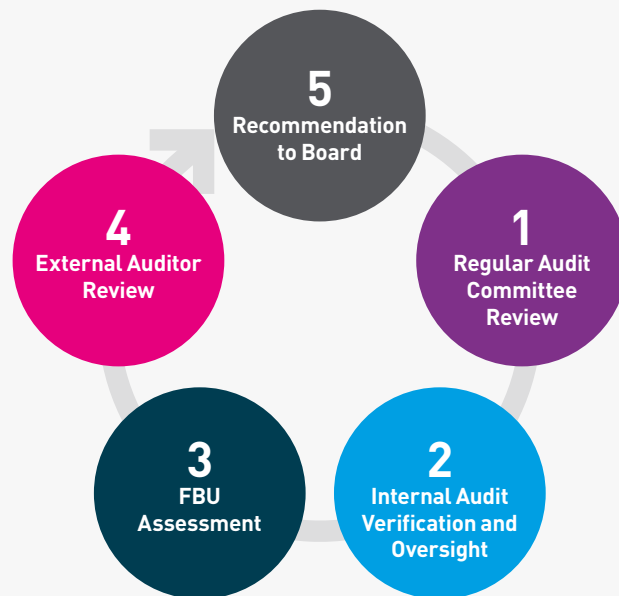 5
Recommendation
to Board
1
Regular Audit
Committee
Review
2
Internal Audit
Verification and
Oversight
3
FBU
Assessment
4
External Auditor
Review